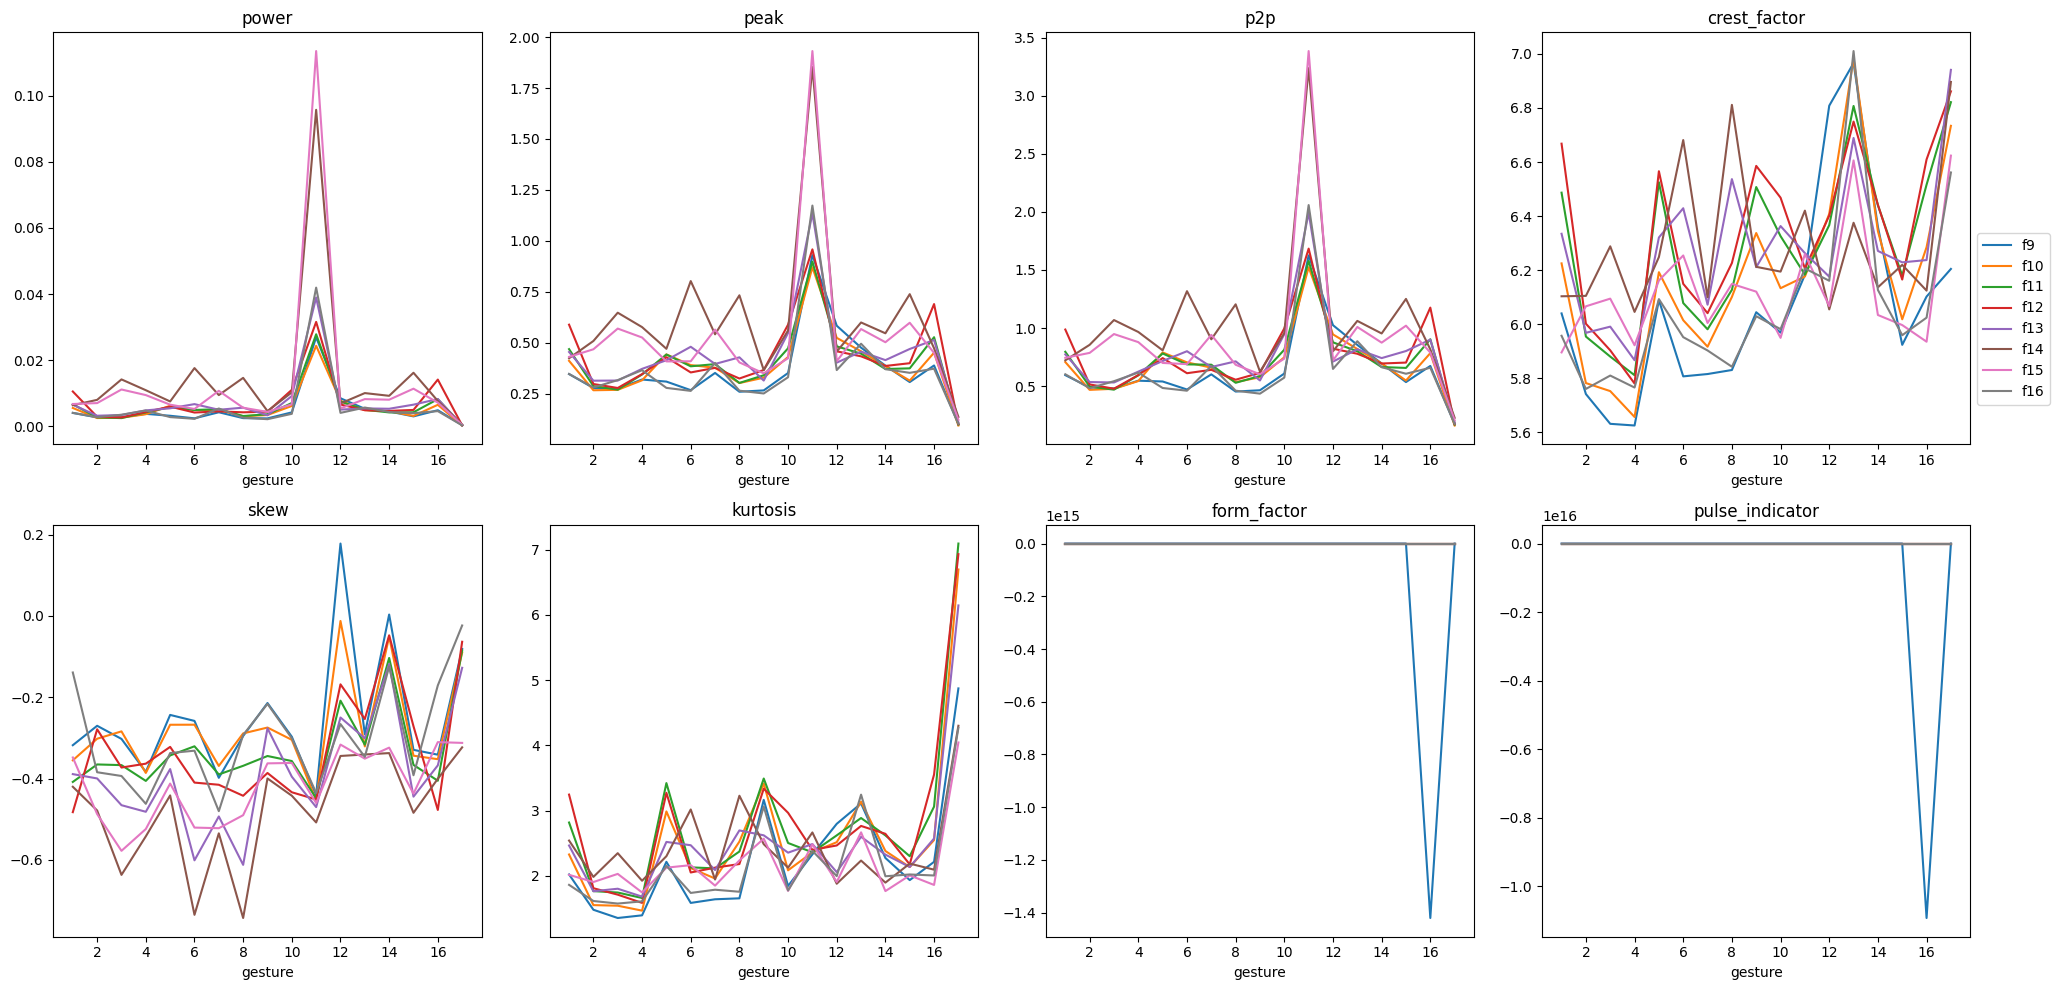 power
0.10
0.08
0.06
0.04
0.02
0.00
2 4 6 8 10 12 14 16
gesture
peak
2.00
1.75
1.50
1.25
1.00
0.75
0.50
0.25
2 4 6 8 10 12 14 16
gesture
p2p
3.5
3.0
2.5
2.0
1.5
1.0
0.5
2 4 6 8 10 12 14 16
gesture
crest_factor
7.0
6.8
6.6
6.4
6.2
6.0
5.8
5.6
2 4 6 8 10 12 14 16
gesture
f9
f10
f11
f12
f13
f14
f15
f16
skew
0.2
0.0
−0.2
−0.4
−0.6
2 4 6 8 10 12 14 16
gesture
kurtosis
7
6
5
4
3
2
2 4 6 8 10 12 14 16
gesture
form_factor
1e15
0.0
−0.2
−0.4
−0.6
−0.8
−1.0
−1.2
−1.4
2 4 6 8 10 12 14 16
gesture
pulse_indicator
1e16
0.0
−0.2
−0.4
−0.6
−0.8
−1.0
2 4 6 8 10 12 14 16
gesture